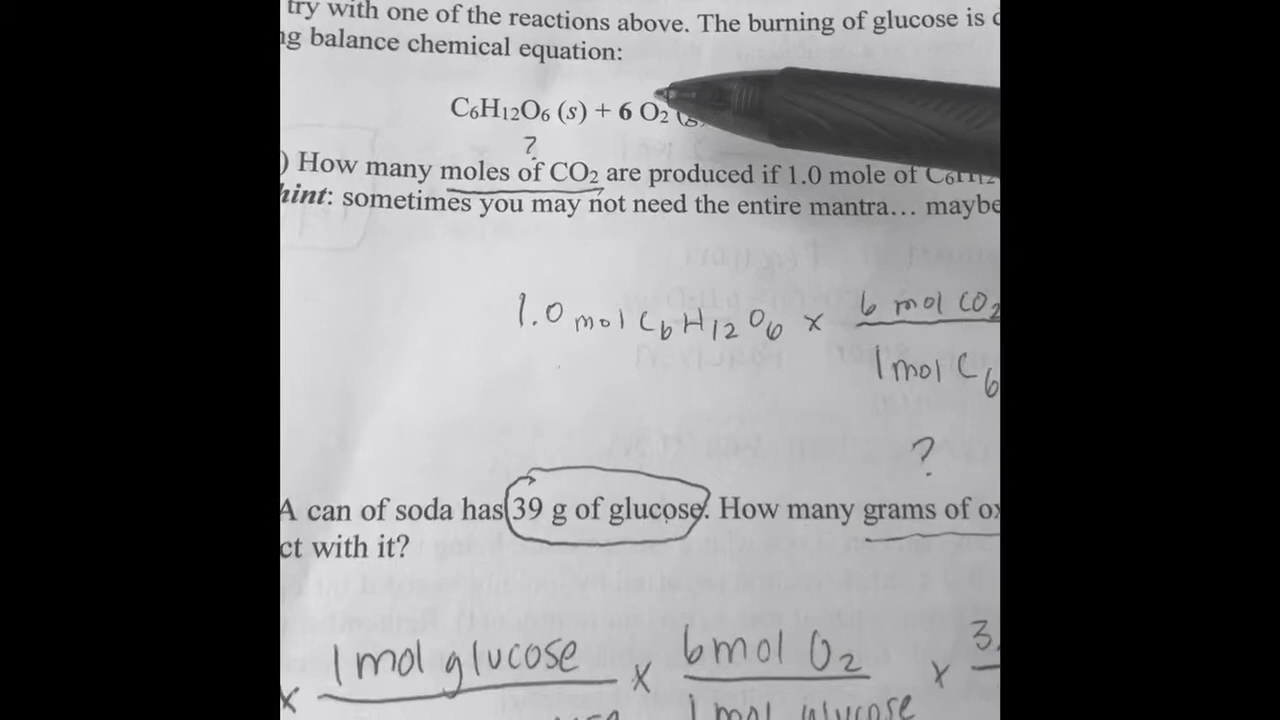 try with one of the reactions above. The burning of glucose is
ng balance chemical equation:
C6H12O6 (s) + 6 O2 (g)
?
) How many moles of CO2 are produced if 1.0 mole of C6H12
hint: sometimes you may not need the entire mantra... maybe
1.0 mol C6H12O6 x 6 mol CO2
1 mol C6
?
A can of soda has 39 g of glucose. How many grams of ox
ct with it?
x 1 mol glucose x 6 mol O2 x 3
1 mol glucose